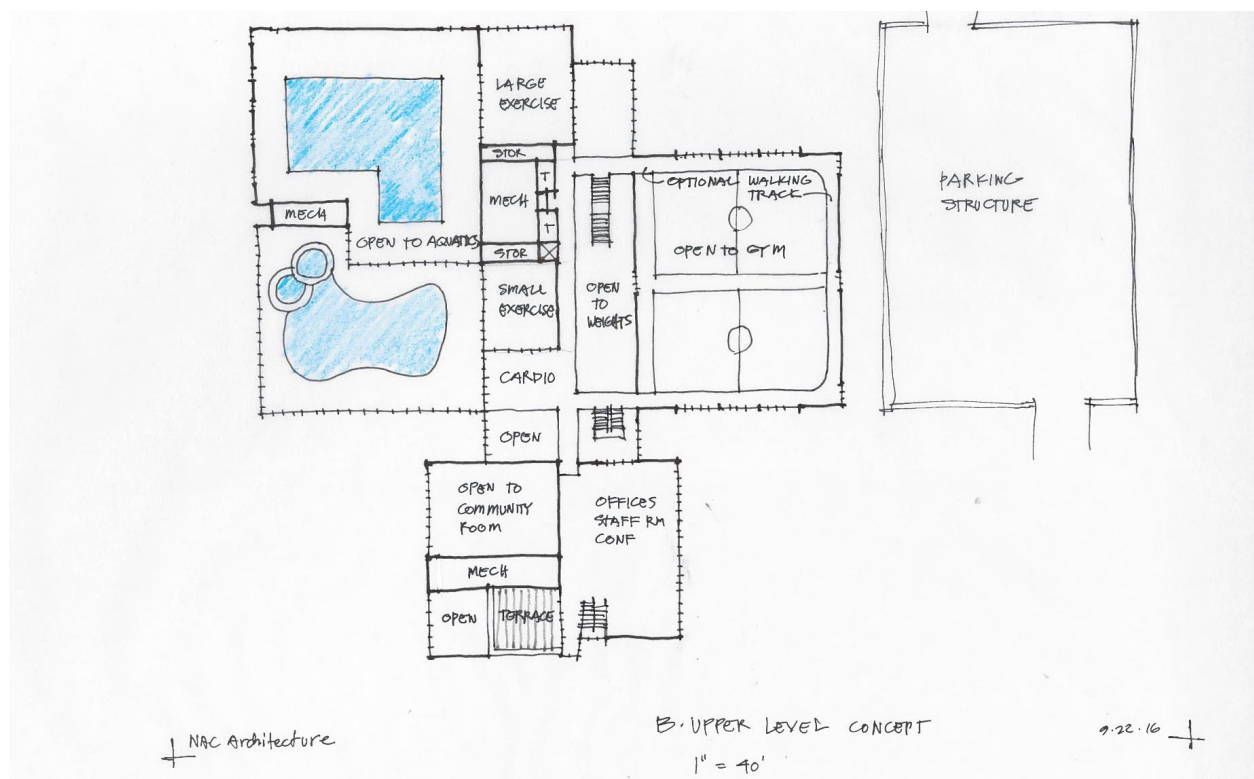 LARGE
EXERCISE
STOR
T
MECH
T
STOR
MECH
OPEN TO AQUATICS
SMALL
EXERCISE
CARDIO
OPEN
OPEN
TO
WEIGHTS
OPTIONAL WALKING
TRACK
OPEN TO GYM
PARKING
STRUCTURE
OPEN TO
COMMUNITY
ROOM
OFFICES
STAFF RM
CONF
MECH
OPEN
TERRACE
NAC Architecture
B. UPPER LEVEL CONCEPT
1" = 40'
9.22.16